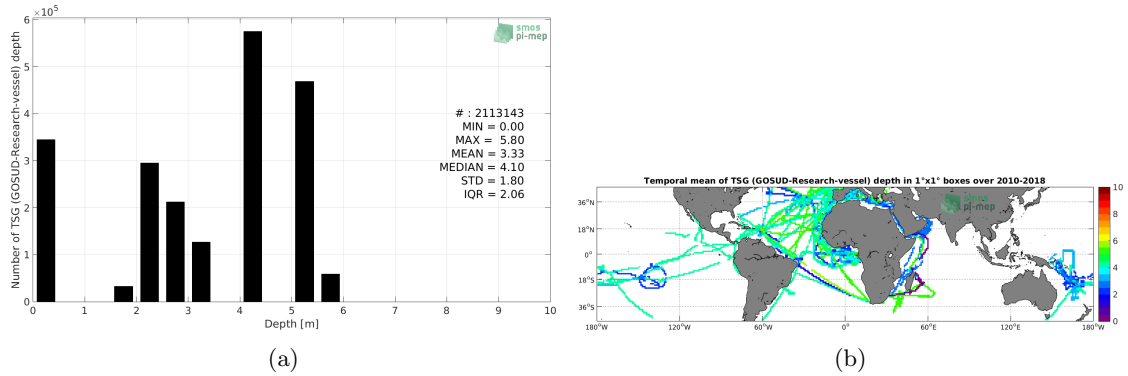 6 ×10^5
smos
pi-mep
5
4
3
2
1
0
Number of TSG (GOSUD-Research-vessel) depth
# : 2113143
MIN = 0.00
MAX = 5.80
MEAN = 3.33
MEDIAN = 4.10
STD = 1.80
IQR = 2.06
0 1 2 3 4 5 6 7 8 9 10
Depth [m]
(a)
Temporal mean of TSG (GOSUD-Research-vessel) depth in 1°x1° boxes over 2010-2018
smos
pi-mep
36°N
18°N
0°
18°S
36°S
180°W 120°W 60°W 0° 60°E 120°E 180°E
10
8
6
4
2
0
(b)